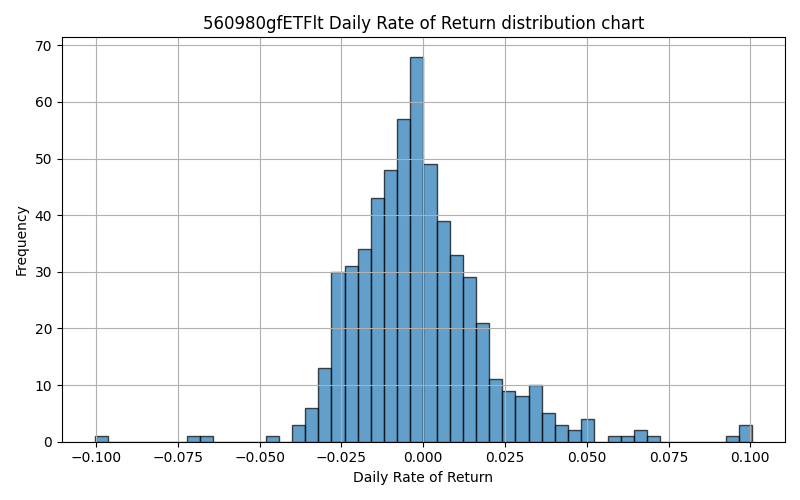 560980gfETFlt Daily Rate of Return distribution chart
70
60
50
40
30
20
10
0
Frequency
−0.100 −0.075 −0.050 −0.025 0.000 0.025 0.050 0.075 0.100
Daily Rate of Return